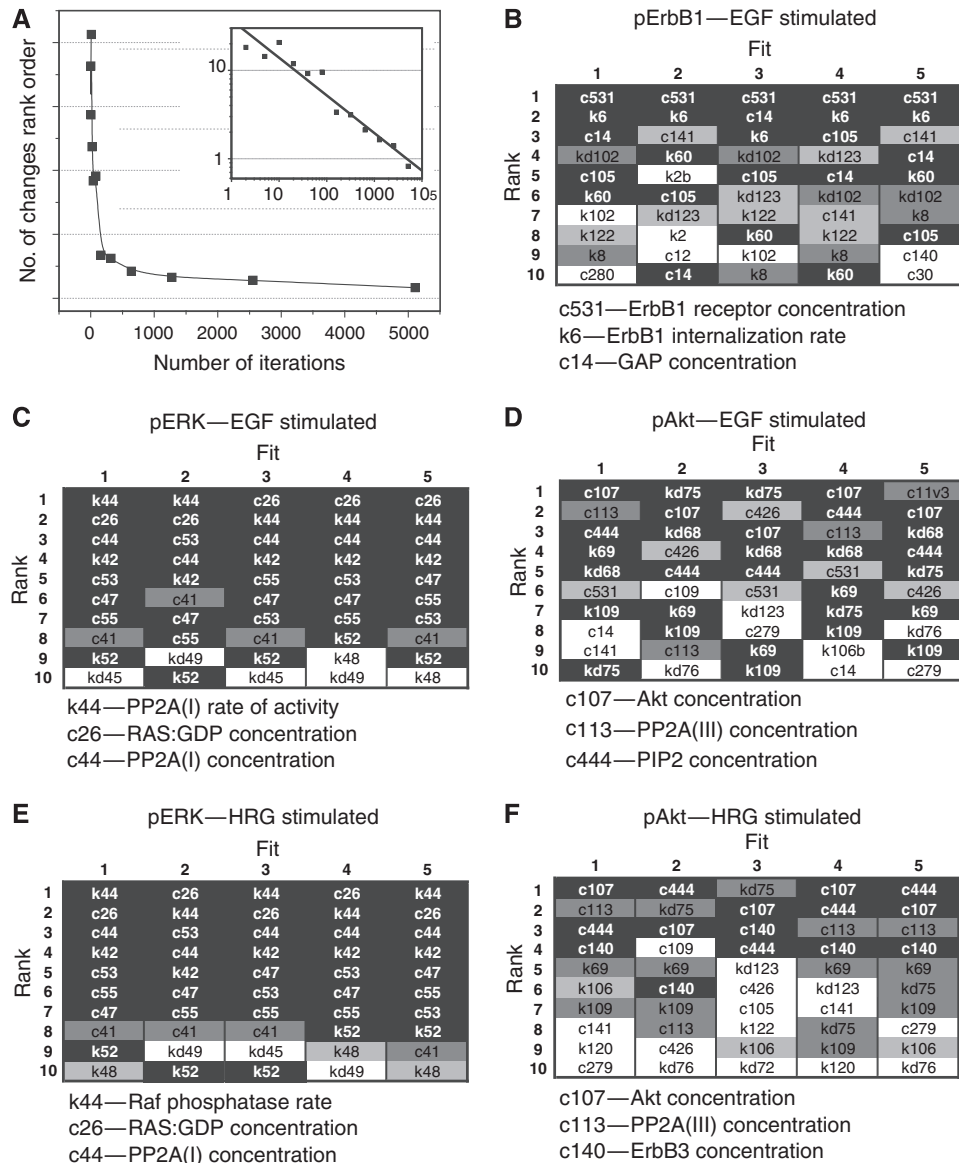 A
No. of changes rank order
10
1
1 10 100 1000 10⁵
0 1000 2000 3000 4000 5000
Number of iterations
B
pErbB1—EGF stimulated
Fit
1 2 3 4 5
Rank
1 c531 c531 c531 c531 c531
2 k6 k6 c14 k6 k6
3 c14 c141 k6 c105 c141
4 kd102 k60 kd102 kd123 c14
5 c105 k2b c105 c14 k60
6 k60 c105 kd123 kd102 kd102
7 k102 kd123 k122 c141 k8
8 k122 k2 k60 k122 c105
9 k8 c12 k102 k8 c140
10 c280 c14 k8 k60 c30
c531—ErbB1 receptor concentration
k6—ErbB1 internalization rate
c14—GAP concentration
C
pERK—EGF stimulated
Fit
1 2 3 4 5
Rank
1 k44 k44 c26 c26 c26
2 c26 c26 k44 k44 k44
3 c44 c53 c44 c44 c44
4 k42 c44 k42 k42 k42
5 c53 k42 c55 c53 c47
6 c47 c41 c47 c47 c55
7 c55 c47 c53 c55 c53
8 c41 c55 c41 k52 c41
9 k52 kd49 k52 k48 k52
10 kd45 k52 kd45 kd49 k48
k44—PP2A(I) rate of activity
c26—RAS:GDP concentration
c44—PP2A(I) concentration
D
pAkt—EGF stimulated
Fit
1 2 3 4 5
Rank
1 c107 kd75 kd75 c107 c11v3
2 c113 c107 c426 c444 c107
3 c444 kd68 c107 c113 kd68
4 k69 c426 kd68 kd68 c444
5 kd68 c444 c444 c531 kd75
6 c531 c109 c531 k69 c426
7 k109 k69 kd123 kd75 k69
8 c14 k109 c279 k109 kd76
9 c141 c113 k69 k106b k109
10 kd75 kd76 k109 c14 c279
c107—Akt concentration
c113—PP2A(III) concentration
c444—PIP2 concentration
E
pERK—HRG stimulated
Fit
1 2 3 4 5
Rank
1 k44 c26 k44 c26 k44
2 c26 k44 c26 k44 c26
3 c44 c53 c44 c44 c44
4 k42 c44 k42 k42 k42
5 c53 k42 c47 c53 c47
6 c55 c47 c53 c47 c55
7 c47 c55 c55 c55 c53
8 c41 c41 c41 k52 k52
9 k52 kd49 kd45 k48 c41
10 k48 k52 k52 kd49 k48
k44—Raf phosphatase rate
c26—RAS:GDP concentration
c44—PP2A(I) concentration
F
pAkt—HRG stimulated
Fit
1 2 3 4 5
Rank
1 c107 c444 kd75 c107 c444
2 c113 kd75 c107 c444 c107
3 c444 c107 c140 c113 c113
4 c140 c109 c444 c140 c140
5 k69 k69 kd123 k69 k69
6 k106 c140 c426 kd123 kd75
7 k109 k109 c105 c141 k109
8 c141 c113 k122 kd75 c279
9 k120 c426 k106 k109 k106
10 c279 kd76 kd72 k120 kd76
c107—Akt concentration
c113—PP2A(III) concentration
c140—ErbB3 concentration